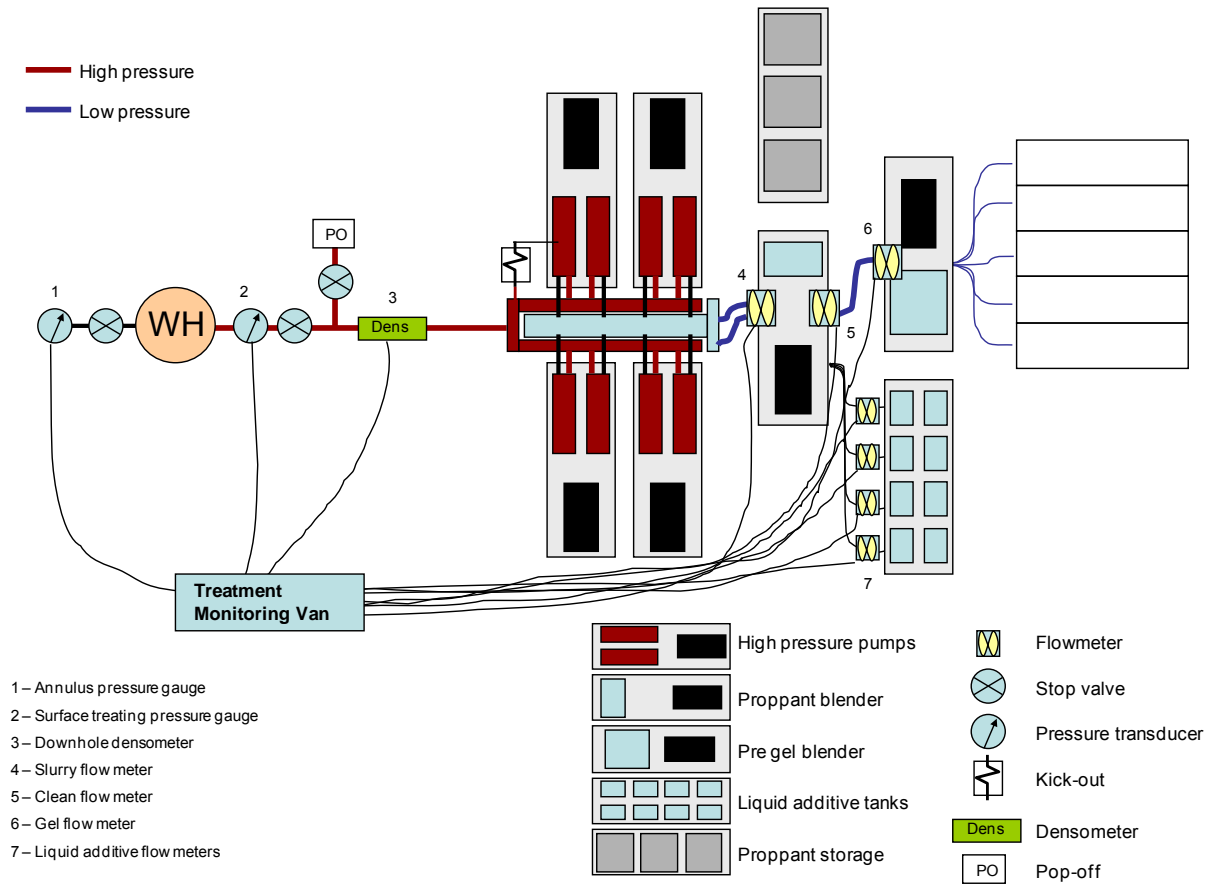 High pressure
Low pressure
PO
1
WH
2
3
Dens
4
5
6
7
Treatment
Monitoring Van
1 – Annulus pressure gauge
2 – Surface treating pressure gauge
3 – Downhole densometer
4 – Slurry flow meter
5 – Clean flow meter
6 – Gel flow meter
7 – Liquid additive flow meters
High pressure pumps
Proppant blender
Pre gel blender
Liquid additive tanks
Proppant storage
Flowmeter
Stop valve
Pressure transducer
Kick-out
Dens
Densometer
PO
Pop-off